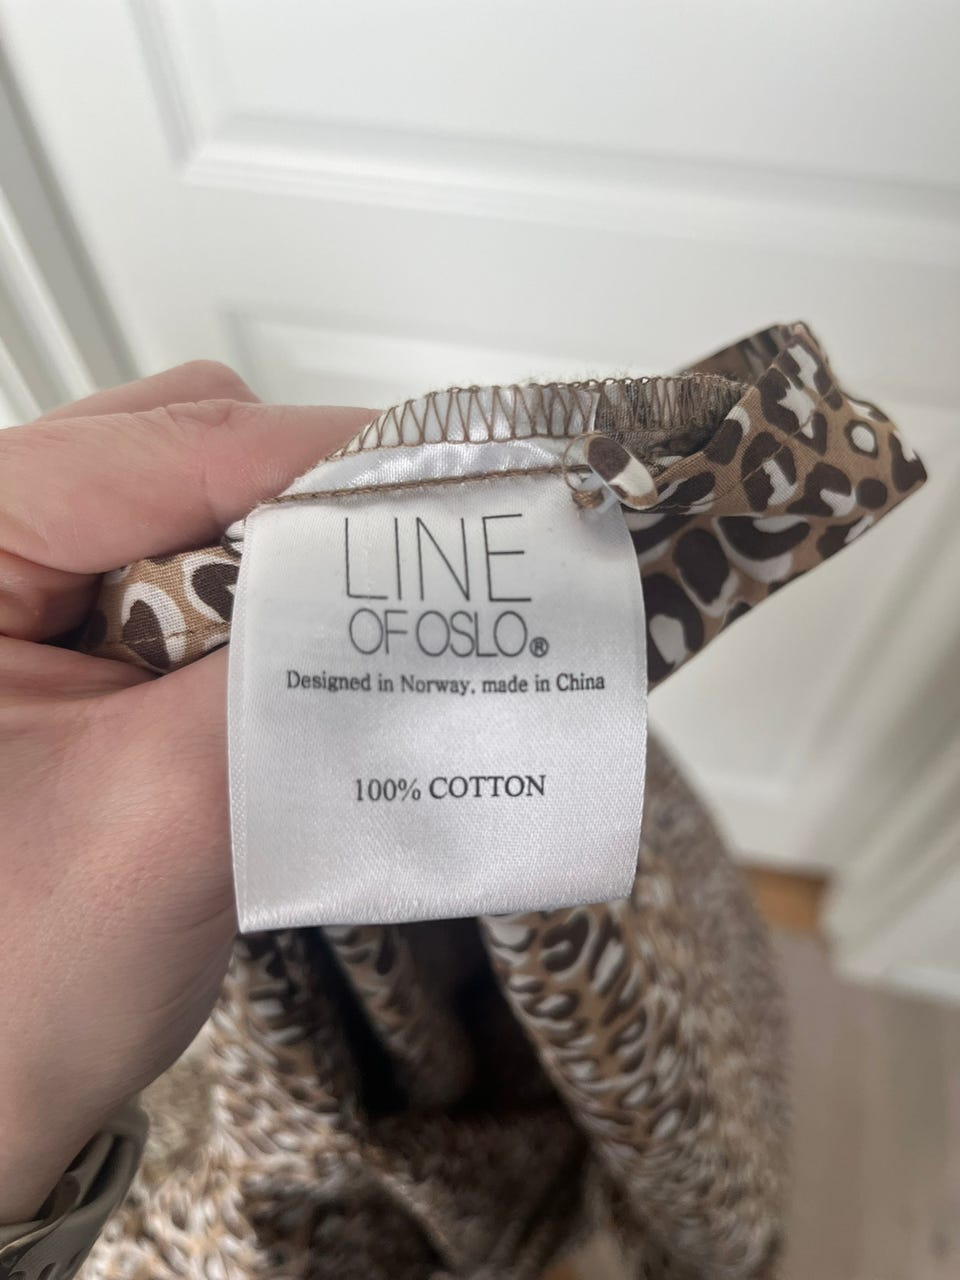 LINE
OF OSLO®
Designed in Norway, made in China
100% COTTON